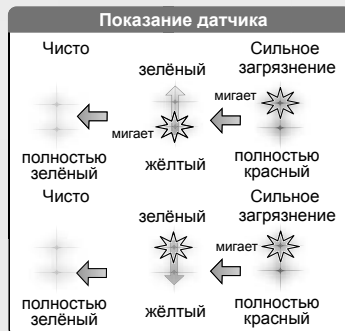 Показание датчика
Чисто
зелёный
Сильное
загрязнение
мигает
мигает
полностью
зелёный
жёлтый
полностью
красный
Чисто
зелёный
Сильное
загрязнение
мигает
полностью
зелёный
жёлтый
полностью
красный